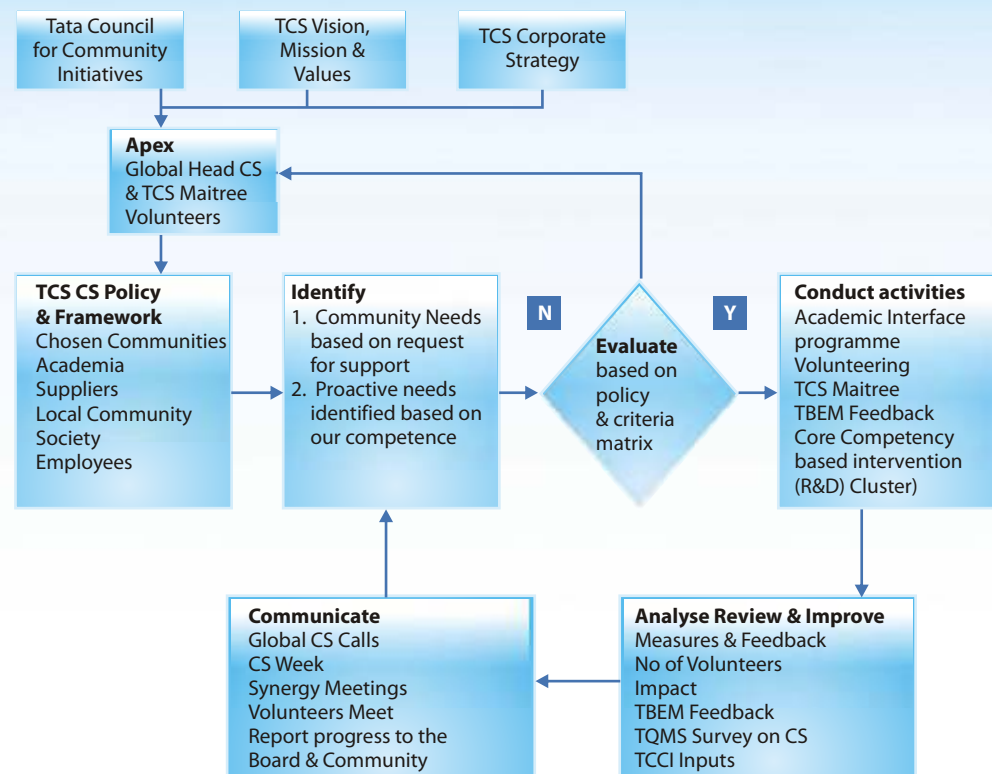 Tata Council
for Community
Initiatives
TCS Vision,
Mission &
Values
TCS Corporate
Strategy
Apex
Global Head CS
& TCS Maitree
Volunteers
TCS CS Policy
& Framework
Chosen Communities
Academia
Suppliers
Local Community
Society
Employees
Identify
1. Community Needs
based on request
for support
2. Proactive needs
identified based on
our competence
N
Evaluate
based on
policy
& criteria
matrix
Y
Conduct activities
Academic Interface
programme
Volunteering
TCS Maitree
TBEM Feedback
Core Competency
based intervention
(R&D) Cluster)
Communicate
Global CS Calls
CS Week
Synergy Meetings
Volunteers Meet
Report progress to the
Board & Community
Analyse Review & Improve
Measures & Feedback
No of Volunteers
Impact
TBEM Feedback
TQMS Survey on CS
TCCI Inputs